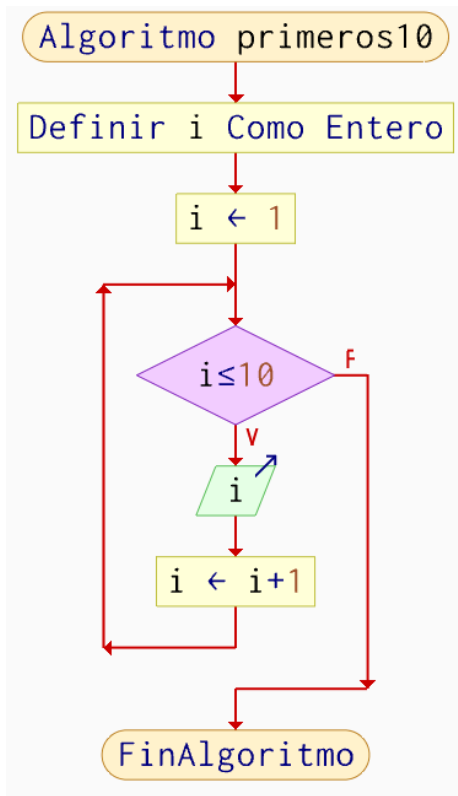 Algoritmo primeros10
Definir i Como Entero
i ← 1
i≤10
F
V
i
i ← i+1
FinAlgoritmo